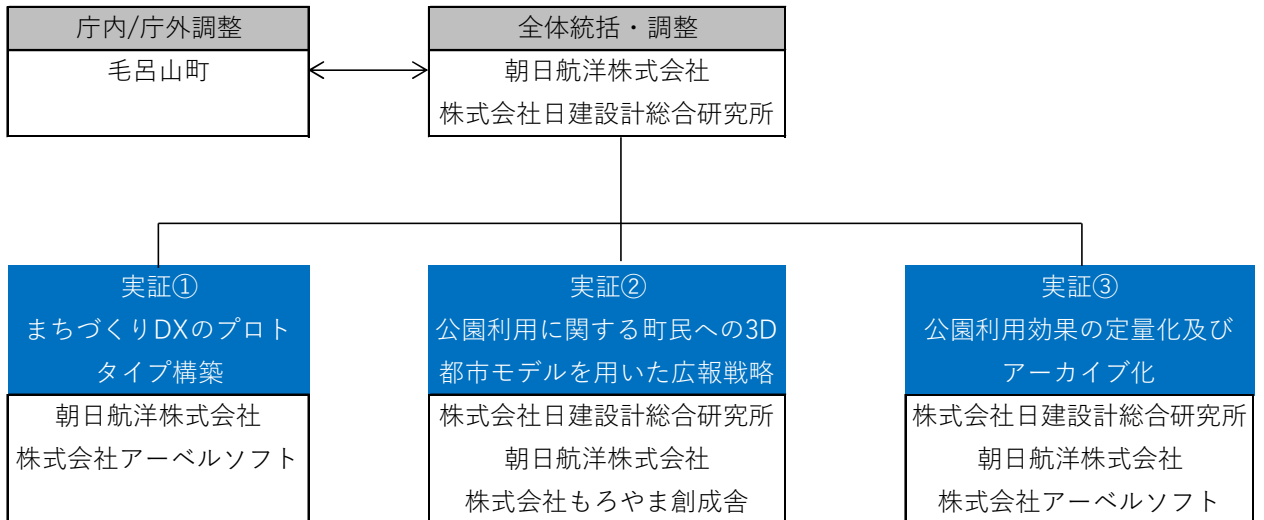 庁内/庁外調整
毛呂山町
全体統括・調整
朝日航洋株式会社
株式会社日建設計総合研究所
実証①
まちづくりDXのプロト
タイプ構築
朝日航洋株式会社
株式会社アーベルソフト
実証②
公園利用に関する町民への3D
都市モデルを用いた広報戦略
株式会社日建設計総合研究所
朝日航洋株式会社
株式会社もろやま創成舎
実証③
公園利用効果の定量化及び
アーカイブ化
株式会社日建設計総合研究所
朝日航洋株式会社
株式会社アーベルソフト